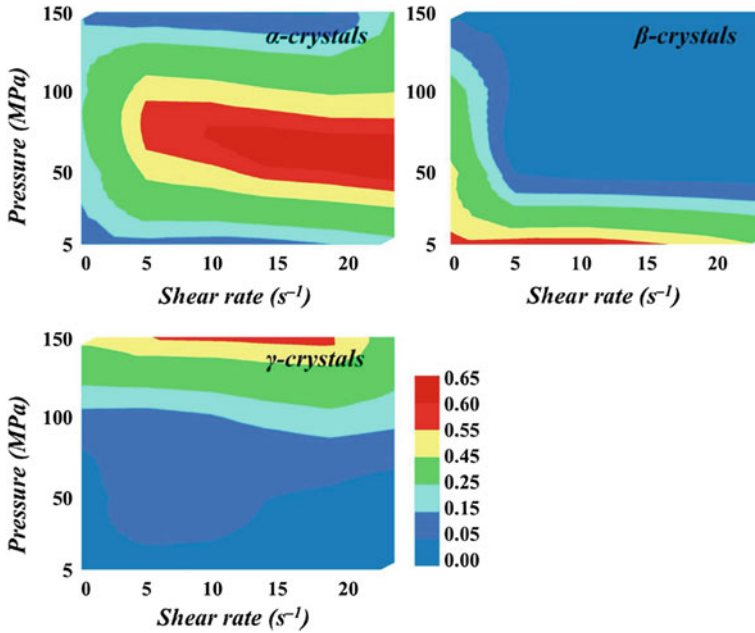 150
α-crystals
100
50
5
Pressure (MPa)
0 5 10 15 20
Shear rate (s⁻¹)
150
β-crystals
100
50
5
0 5 10 15 20
Shear rate (s⁻¹)
150
γ-crystals
100
50
5
Pressure (MPa)
0 5 10 15 20
Shear rate (s⁻¹)
0.65
0.60
0.55
0.45
0.25
0.15
0.05
0.00